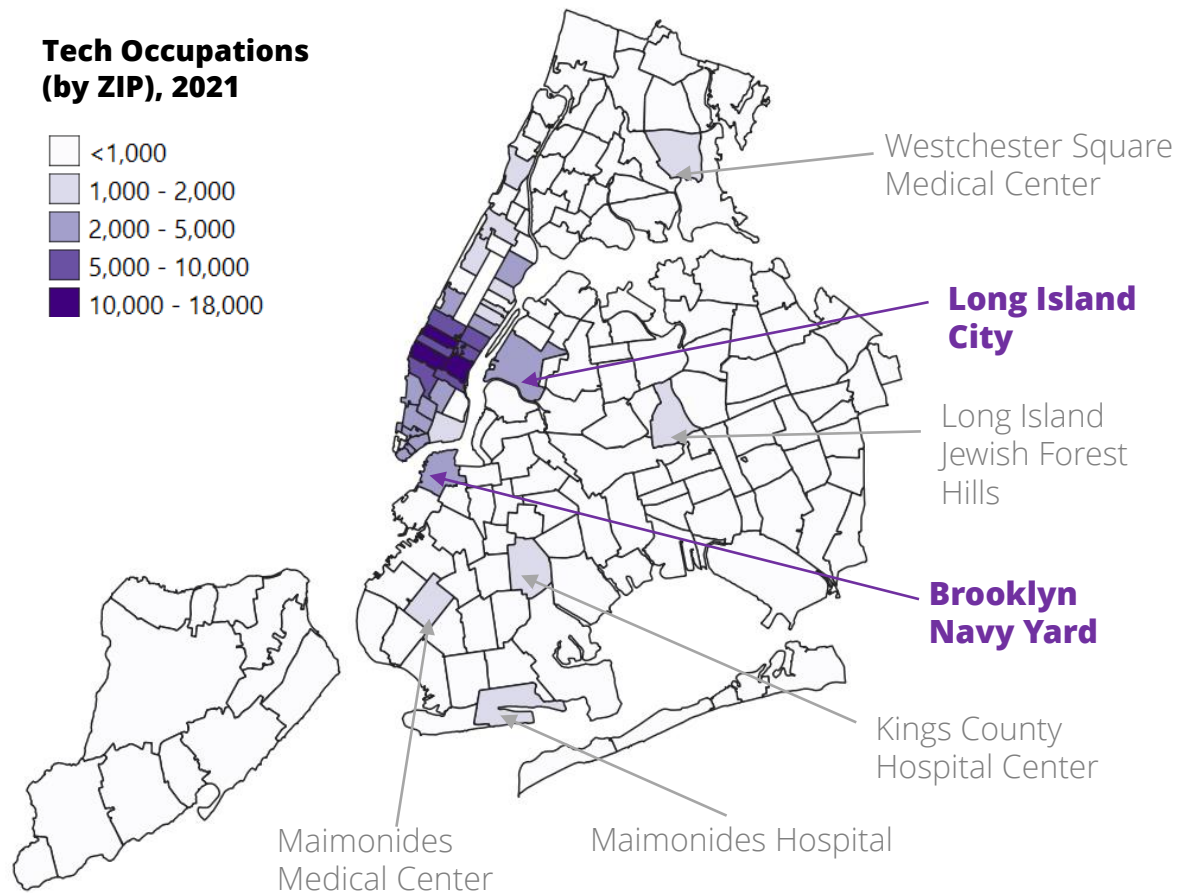 Tech Occupations
(by ZIP), 2021
<1,000
1,000 - 2,000
2,000 - 5,000
5,000 - 10,000
10,000 - 18,000
Westchester Square
Medical Center
Long Island
City
Long Island
Jewish Forest
Hills
Brooklyn
Navy Yard
Kings County
Hospital Center
Maimonides Hospital
Maimonides
Medical Center